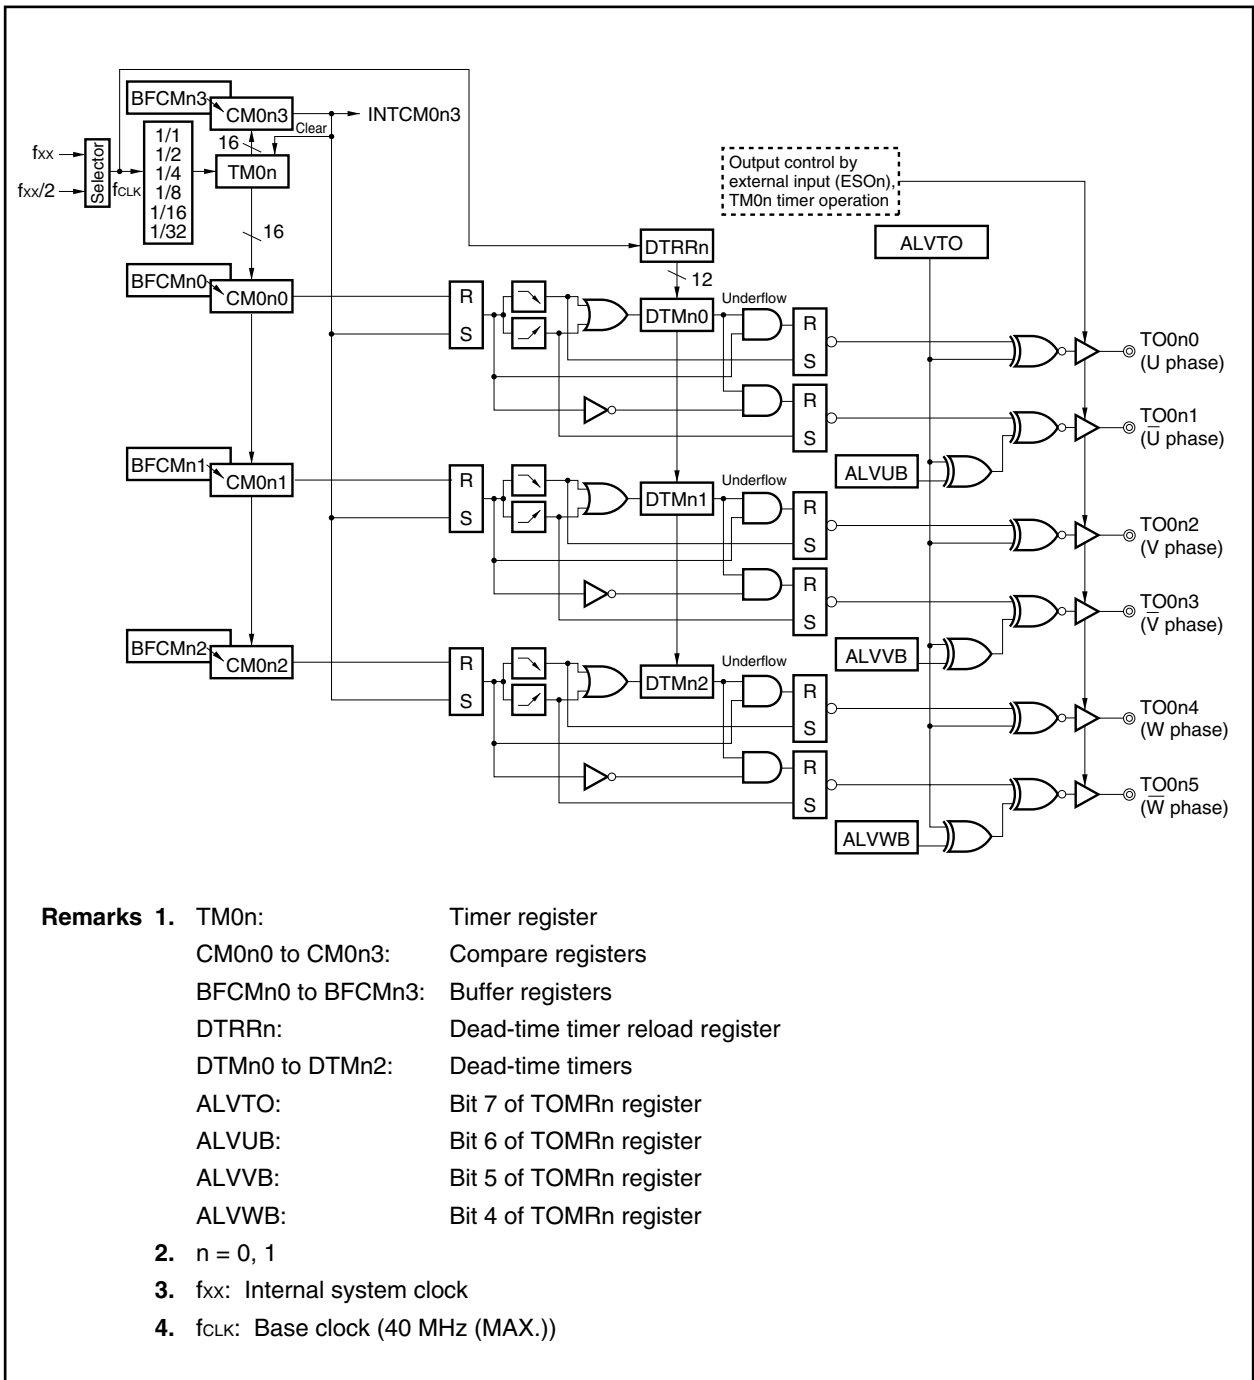 BFCMn3
CM0n3
INTCM0n3
Clear
16
fxx
fxx/2
Selector
fCLK
1/1
1/2
1/4
1/8
1/16
1/32
TM0n
16
Output control by
external input (ESOn),
TM0n timer operation
DTRRn
12
ALVTO
BFCMn0
CM0n0
R
S
DTMn0
Underflow
R
S
TO0n0
(U phase)
R
S
TO0n1
(U̅ phase)
ALVUB
BFCMn1
CM0n1
R
S
DTMn1
Underflow
R
S
TO0n2
(V phase)
R
S
TO0n3
(V̅ phase)
ALVVB
BFCMn2
CM0n2
R
S
DTMn2
Underflow
R
S
TO0n4
(W phase)
R
S
TO0n5
(W̅ phase)
ALVWB
Remarks 1. TM0n: Timer register
CM0n0 to CM0n3: Compare registers
BFCMn0 to BFCMn3: Buffer registers
DTRRn: Dead-time timer reload register
DTMn0 to DTMn2: Dead-time timers
ALVTO: Bit 7 of TOMRn register
ALVUB: Bit 6 of TOMRn register
ALVVB: Bit 5 of TOMRn register
ALVWB: Bit 4 of TOMRn register
2. n = 0, 1
3. fxx: Internal system clock
4. fCLK: Base clock (40 MHz (MAX.))